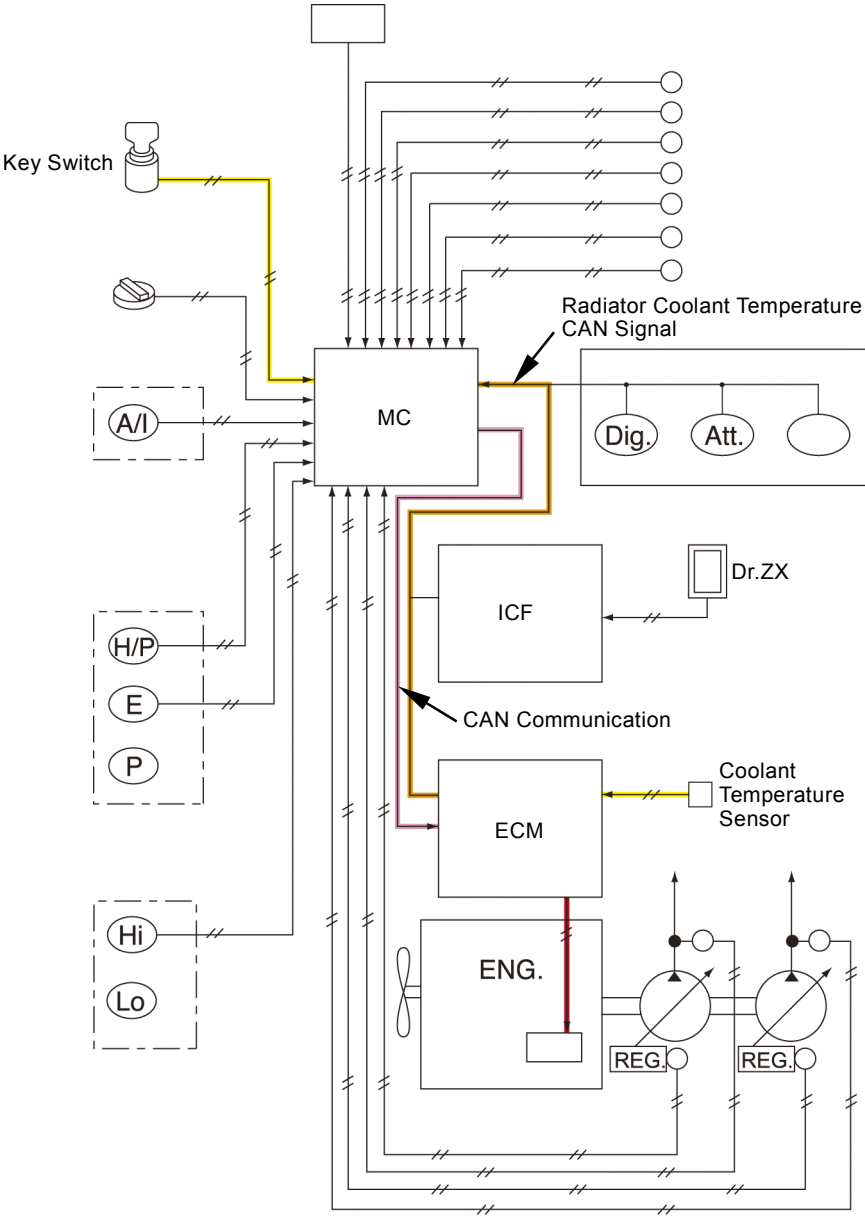 Key Switch
Radiator Coolant Temperature
CAN Signal
MC
A/I
Dig.
Att.
Dr.ZX
ICF
H/P
E
P
CAN Communication
Coolant
Temperature
Sensor
ECM
Hi
Lo
ENG.
REG.
REG.